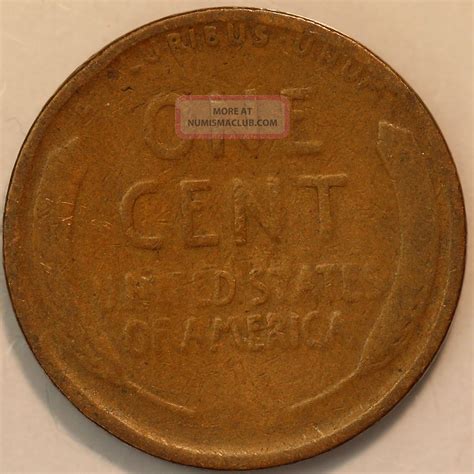 PLURIBUS UNUM
MORE AT
NUMISMACLUB.COM
ONE
CENT
UNITED STATES
OF AMERICA